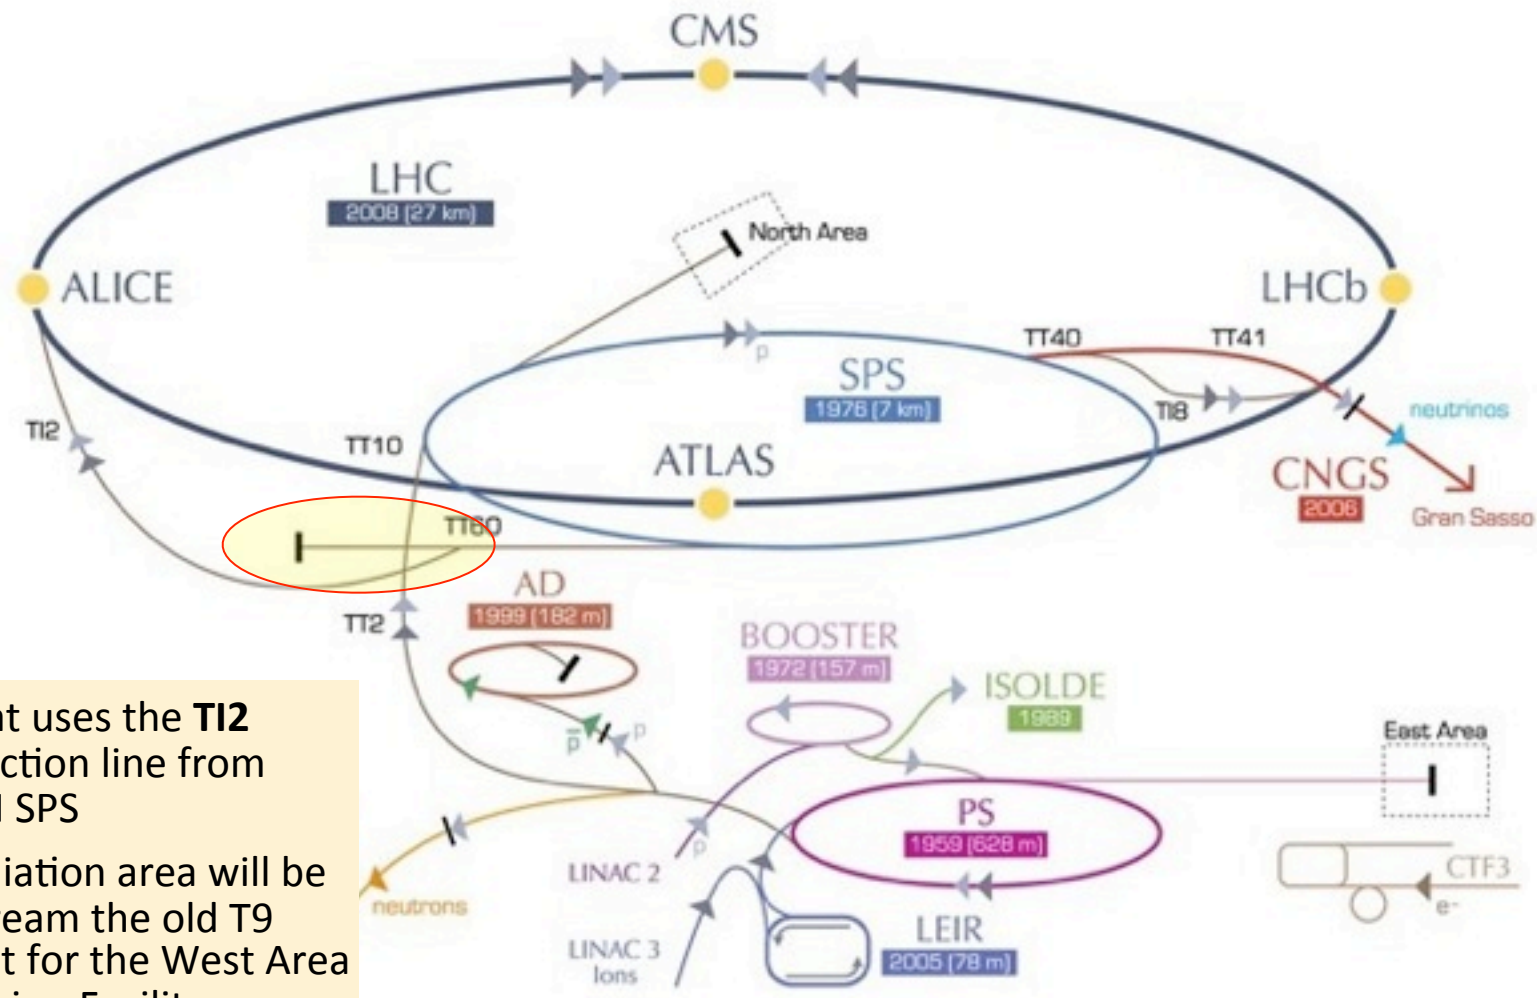 CMS
LHC
2008 (27 km)
North Area
ALICE
LHCb
TT40
TT41
p
SPS
1976 (7 km)
TI8
neutrinos
TI2
TT10
ATLAS
CNGS
2006
Gran Sasso
TT60
AD
1999 (182 m)
TT2
BOOSTER
1972 (157 m)
ISOLDE
1989
East Area
p̅
p
PS
1959 (628 m)
p
LINAC 2
CTF3
e-
neutrons
LEIR
2005 (78 m)
LINAC 3
Ions
uses the TI2
line from
SPS
area will be
the old T9
for the West Area